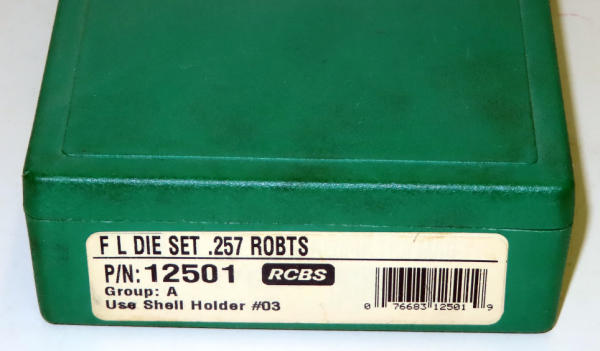 F L DIE SET .257 ROBTS
P/N: 12501 RCBS
Group: A
Use Shell Holder #03
0 76683 12501 9